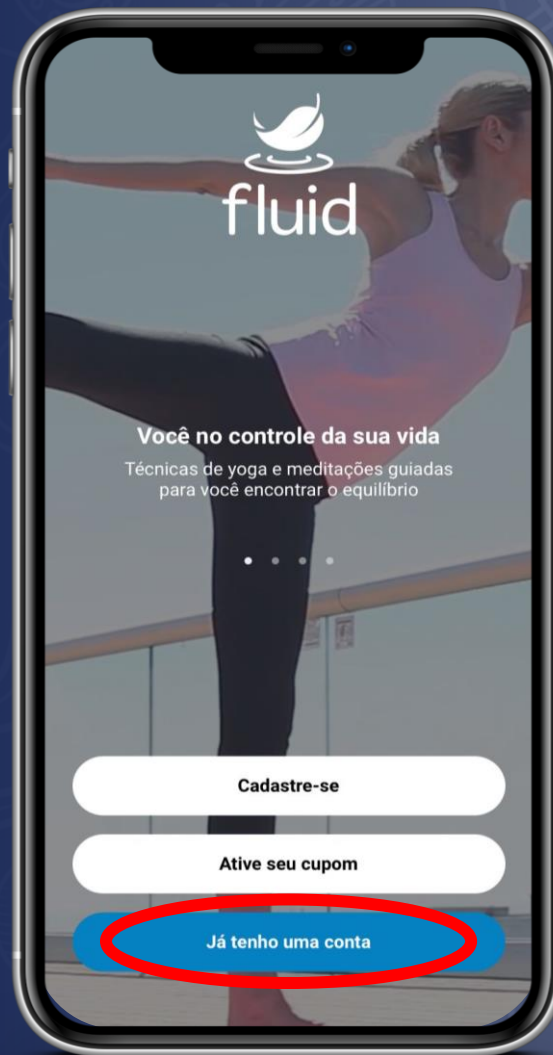 fluid
Você no controle da sua vida
Técnicas de yoga e meditações guiadas
para você encontrar o equilíbrio
Cadastre-se
Ative seu cupom
Já tenho uma conta